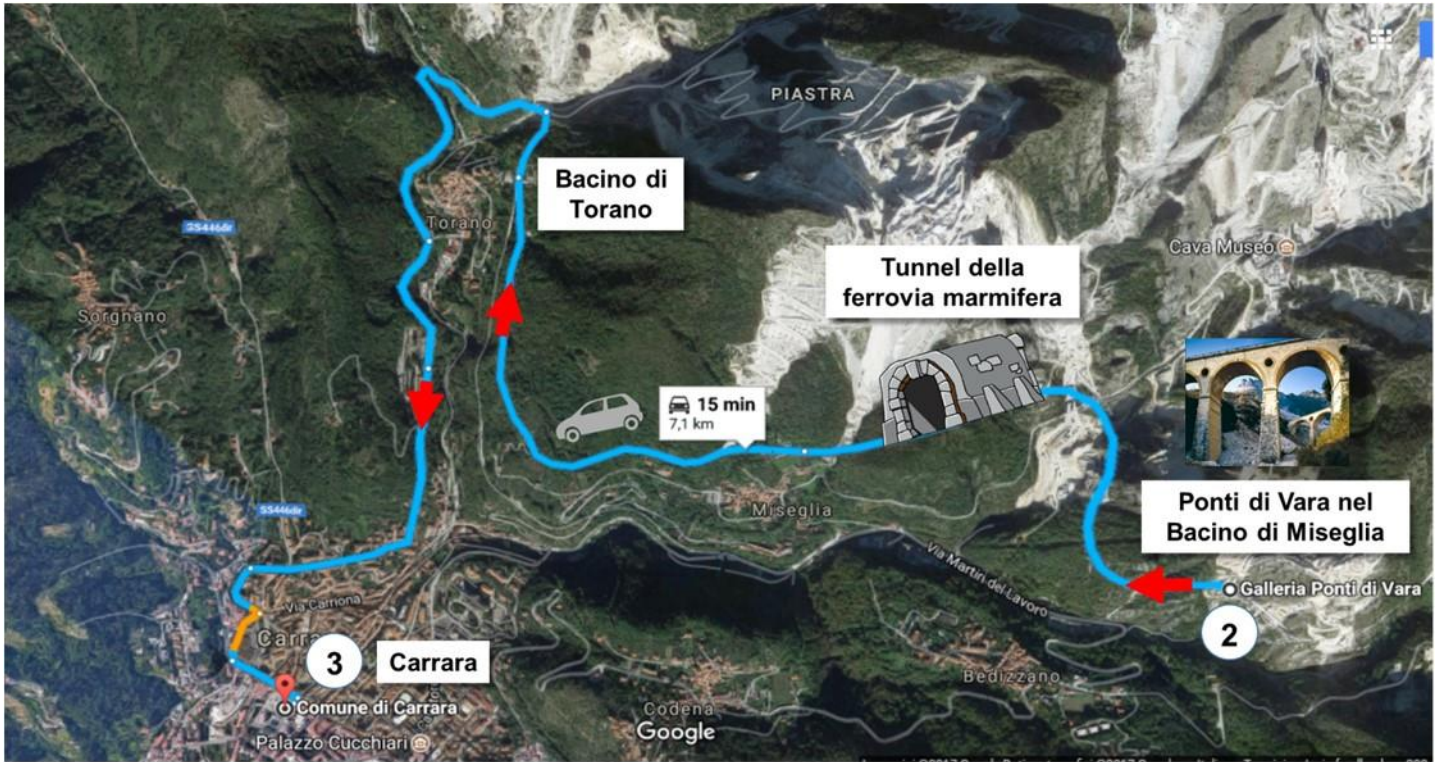 PIASTRA
Bacino di
Torano
Torano
SS446dir
Cava Museo
Sorgnano
Tunnel della
ferrovia marmifera
15 min
7,1 km
Ponti di Vara nel
Bacino di Miseglia
Miseglia
SS446dir
Via Martiri del Lavoro
Galleria Ponti di Vara
Via Carriona
2
3
Carrara
Bedizzano
Comune di Carrara
Codena
Google
Palazzo Cucchiari